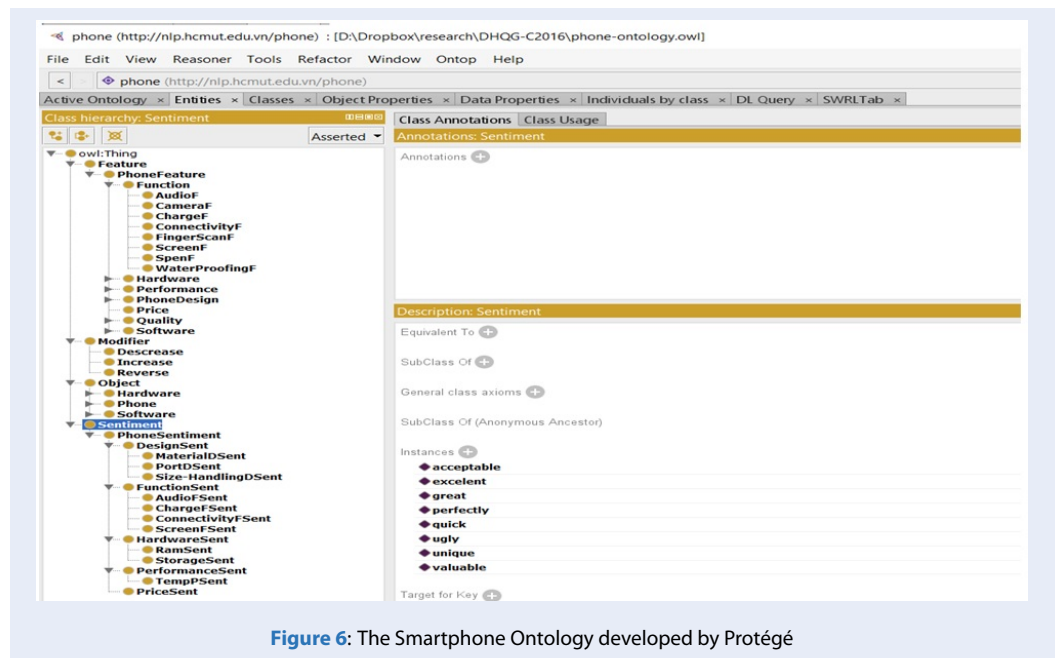 phone (http://nlp.hcmut.edu.vn/phone) : [D:\Dropbox\research\DHQG-C2016\phone-ontology.owl]
File Edit View Reasoner Tools Refactor Window Ontop Help
< phone (http://nlp.hcmut.edu.vn/phone)
Active Ontology × Entities × Classes × Object Properties × Data Properties × Individuals by class × DL Query × SWRLTab ×
Class hierarchy: Sentiment
Asserted
owl:Thing
Feature
PhoneFeature
Function
AudioF
CameraF
ChargeF
ConnectivityF
FingerScanF
ScreenF
SpenF
WaterProofingF
Hardware
Performance
PhoneDesign
Price
Quality
Software
Modifier
Descrease
Increase
Reverse
Object
Hardware
Phone
Software
Sentiment
PhoneSentiment
DesignSent
MaterialDSent
PortDSent
Size-HandlingDSent
FunctionSent
AudioFSent
ChargeFSent
ConnectivityFSent
ScreenFSent
HardwareSent
RamSent
StorageSent
PerformanceSent
TempPSent
PriceSent
Class Annotations Class Usage
Annotations: Sentiment
Annotations
Description: Sentiment
Equivalent To
SubClass Of
General class axioms
SubClass Of (Anonymous Ancestor)
Instances
acceptable
excelent
great
perfectly
quick
ugly
unique
valuable
Target for Key
Figure 6: The Smartphone Ontology developed by Protégé